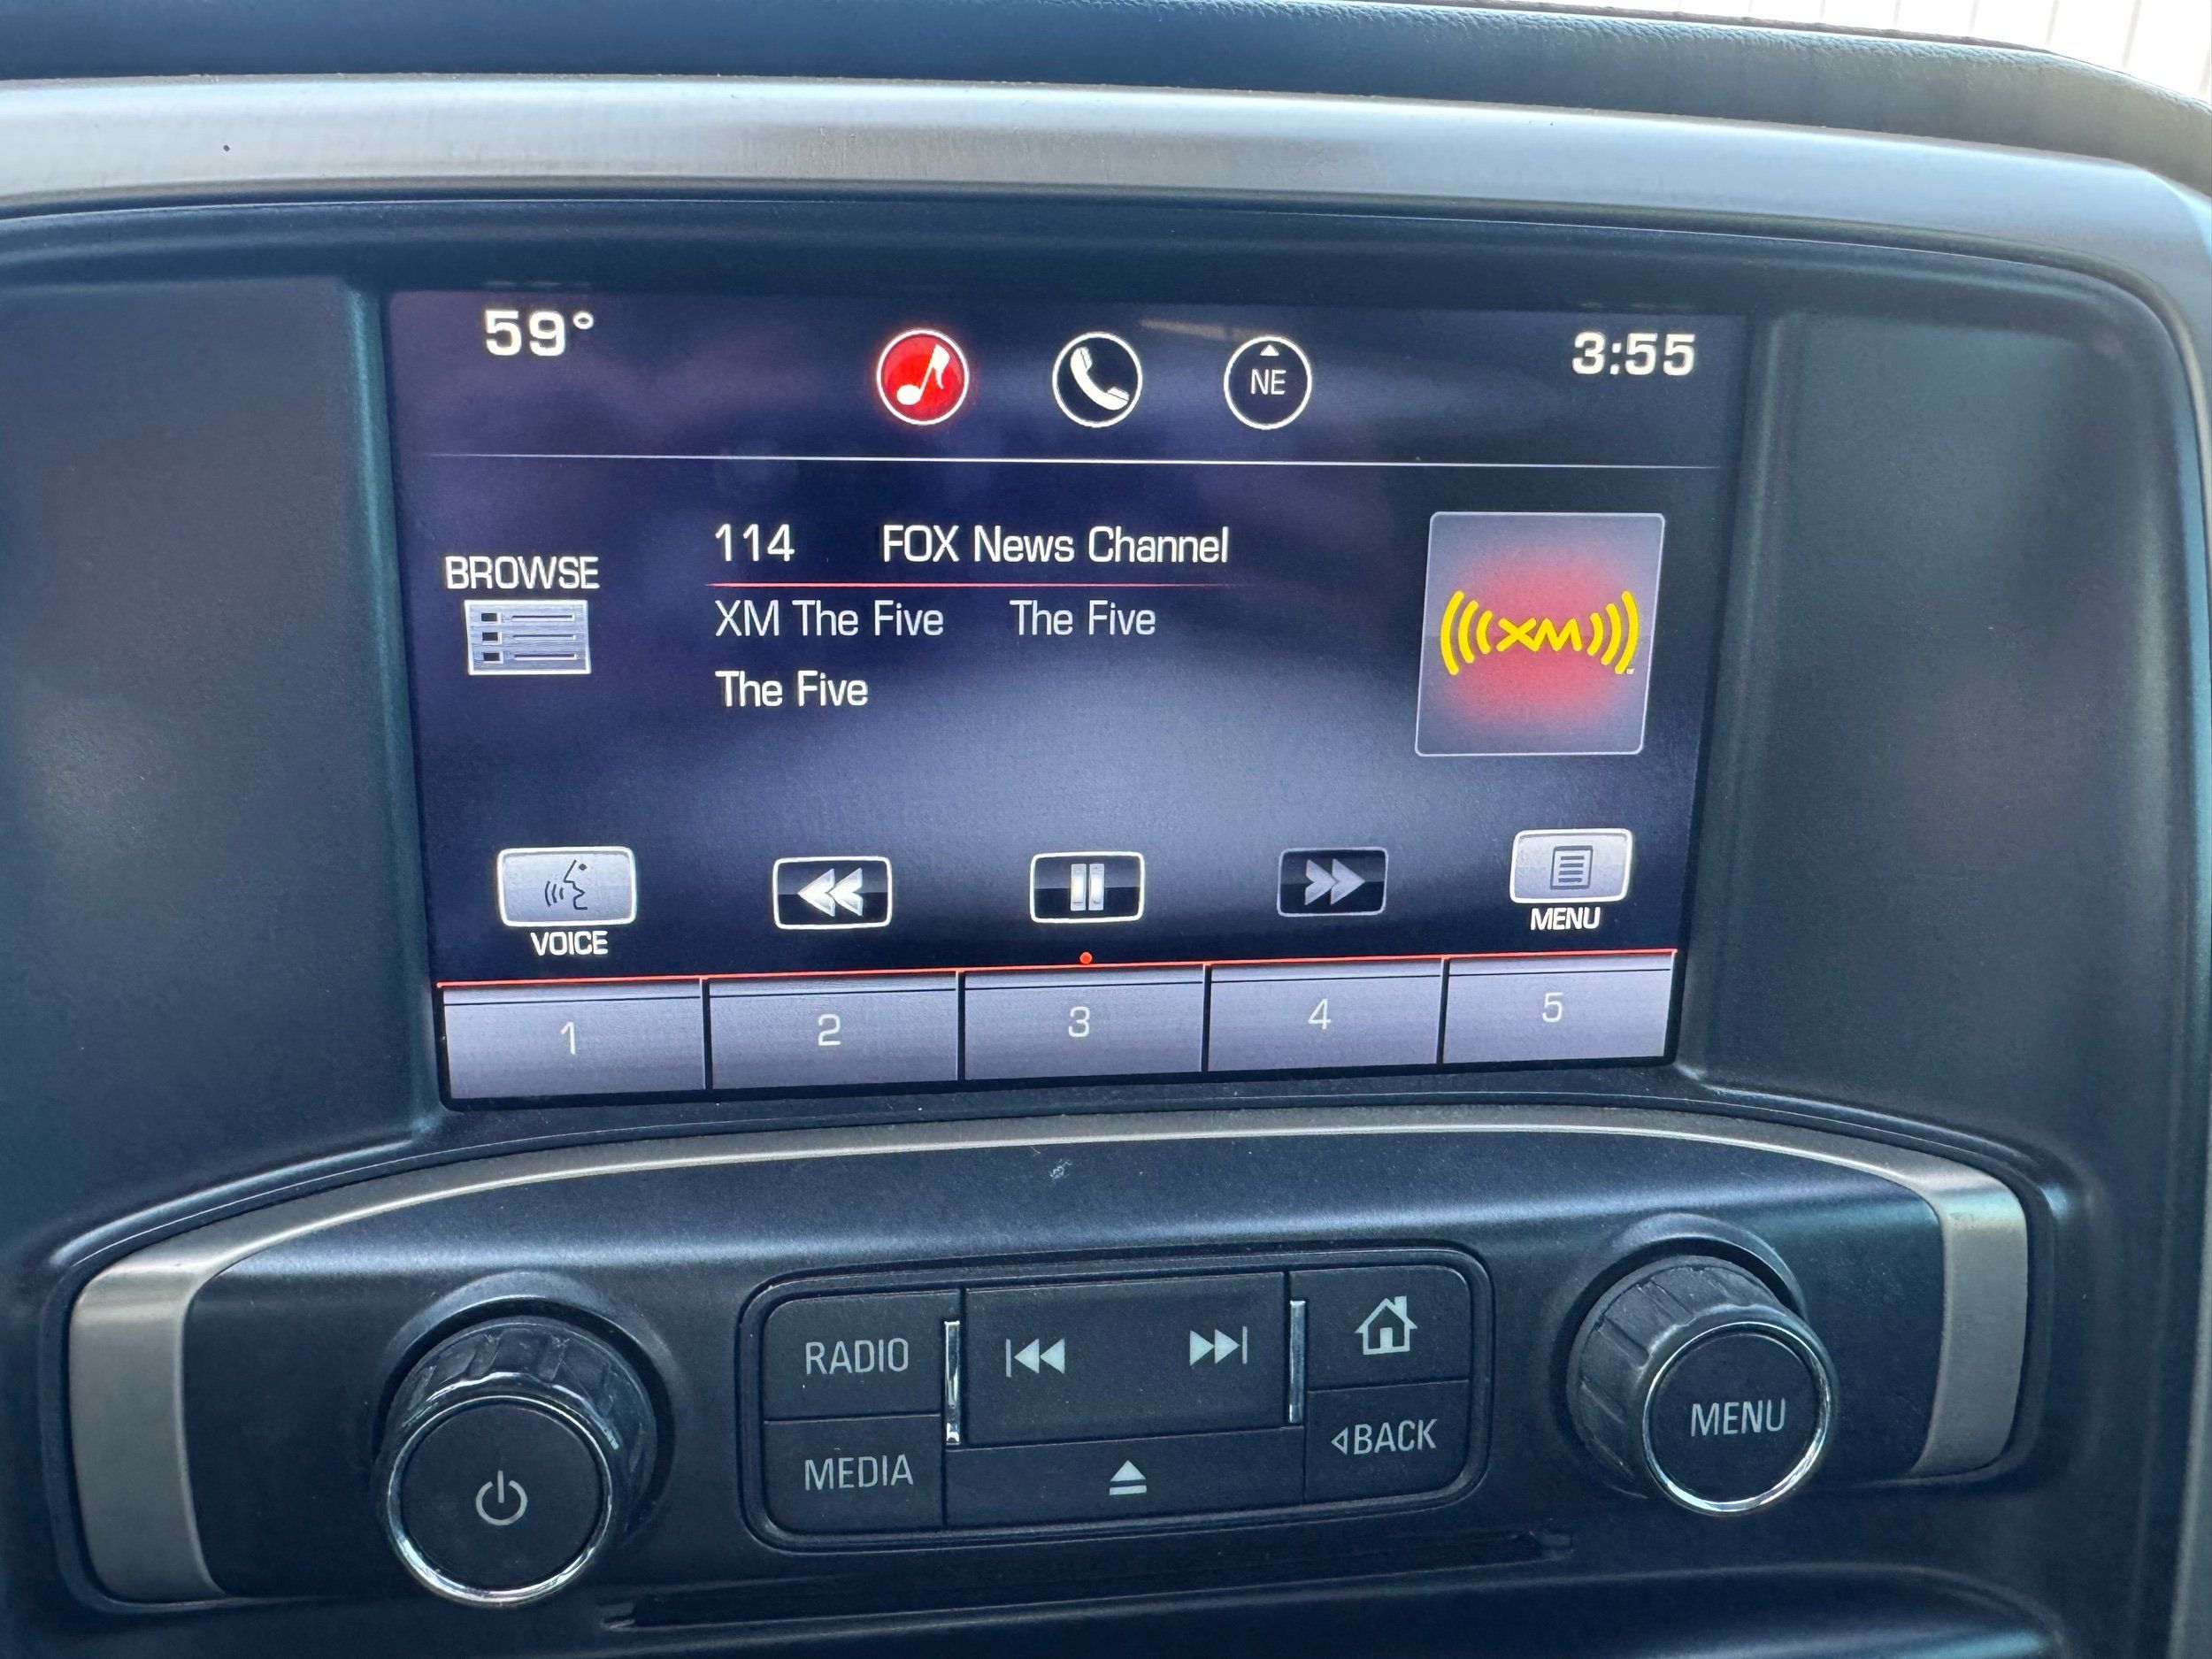 59° NE 3:55
114 FOX News Channel
BROWSE
XM The Five The Five
(((XM)))
The Five
VOICE
MENU
1 2 3 4 5
RADIO
MEDIA
BACK
MENU